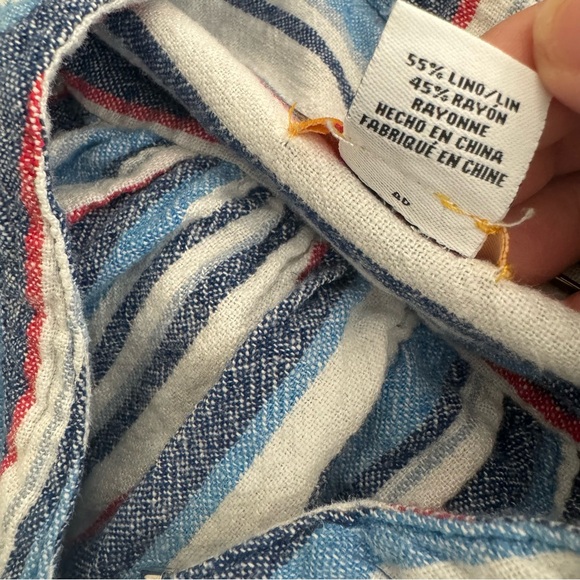 55% LINO/LIN
45% RAYON
RAYONNE
HECHO EN CHINA
FABRIQUÉ EN CHINE